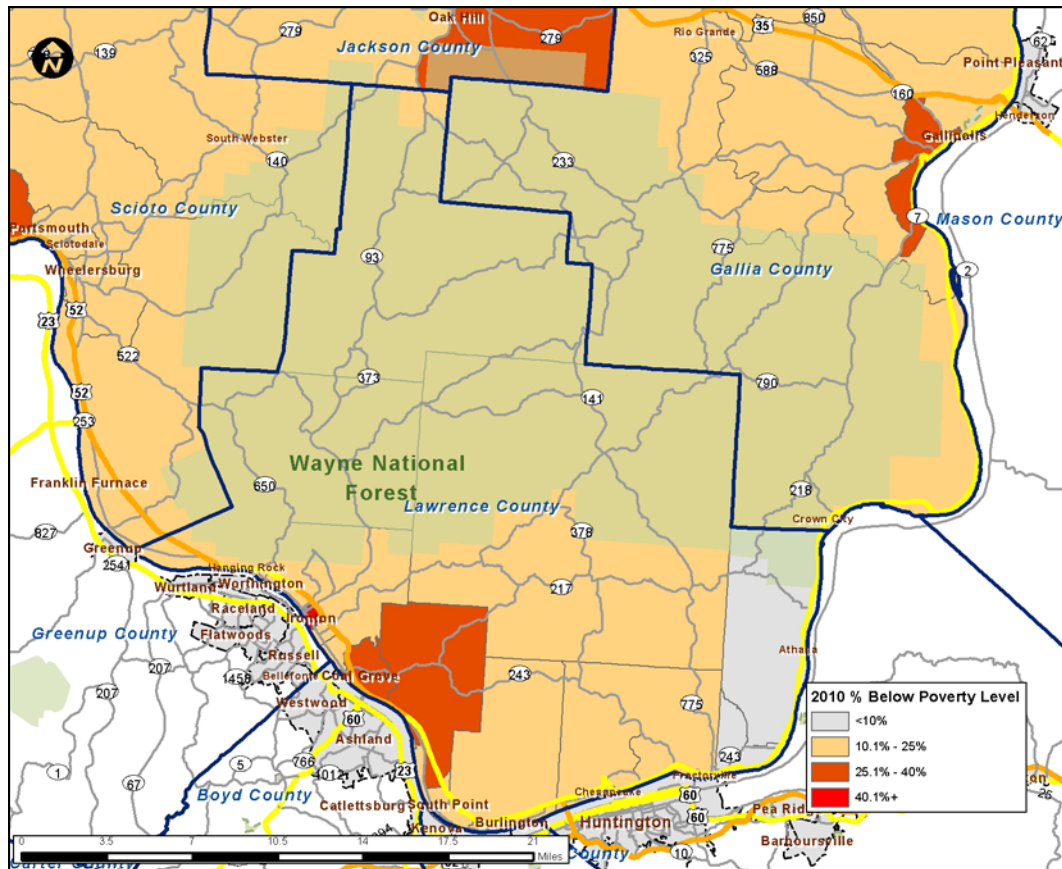 Oak Hill
279
Jackson County
279
35
850
Rio Grande
62
139
325
588
Point Pleasant
N
160
Henderson
Gallipolis
South Webster
140
233
Scioto County
Portsmouth
Sciotodale
7
Mason County
93
775
Gallia County
Wheelersburg
2
52
23
522
373
790
52
141
253
Wayne National
Forest
Franklin Furnace
650
218
Lawrence County
Crown City
827
378
Greenup
2541
Hanging Rock
Wurtland
Worthington
217
Raceland
Ironton
Greenup County
Flatwoods
Athalia
Russell
207
1458
Bellefonte
Coal Grove
243
207
2010 % Below Poverty Level
Westwood
775
<10%
60
10.1% - 25%
Ashland
25.1% - 40%
243
766
5
23
1012
1
40.1%+
Proctorville
67
Chesapeake
60
Boyd County
Catlettsburg
South Point
Pea Rid
26
60
Burlington
Huntington
Kenova
Barboursville
0
3.5
7
10.5
14
17.5
21
Miles
County
10
Carter County